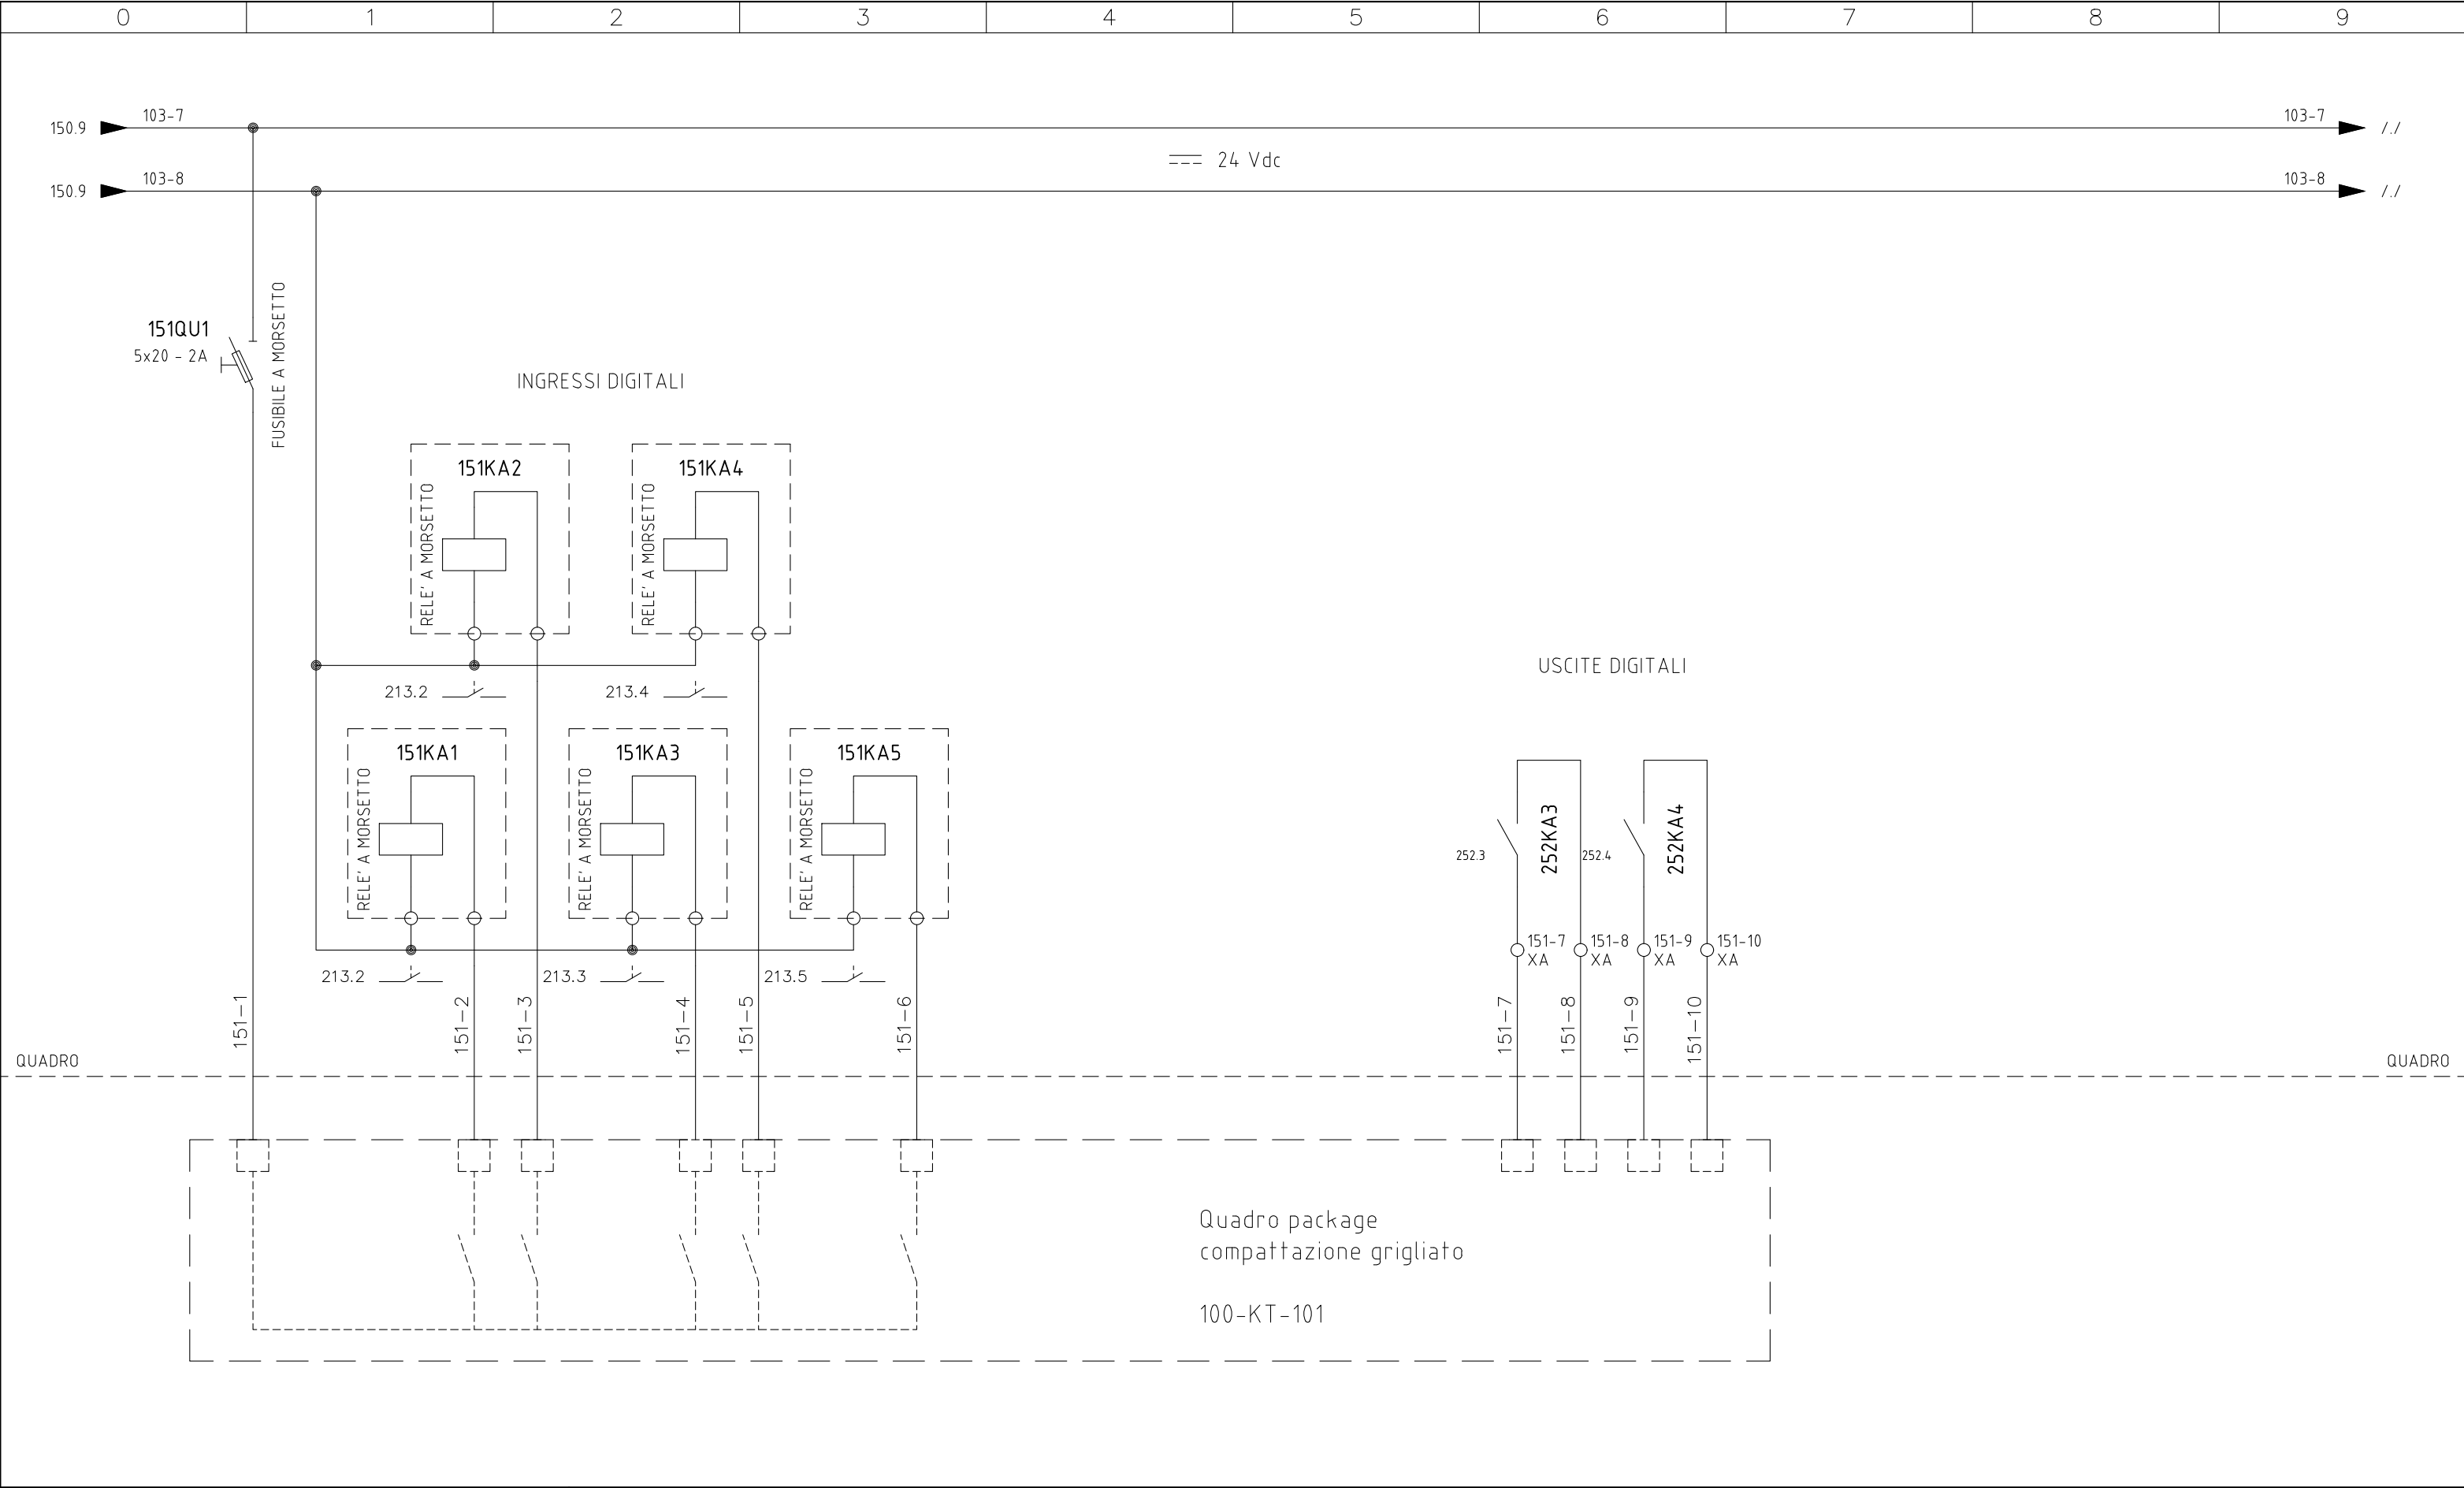 0 1 2 3 4 5 6 7 8 9
103-7 103-7
150.9 /./
24 Vdc
103-8 103-8
150.9 /./
151QU1
5x20 - 2A
FUSIBILE A MORSETTO
INGRESSI DIGITALI
151KA2
RELE' A MORSETTO
151KA4
RELE' A MORSETTO
213.2
213.4
151KA1
RELE' A MORSETTO
151KA3
RELE' A MORSETTO
151KA5
RELE' A MORSETTO
213.2
213.3
213.5
USCITE DIGITALI
252.3
252KA3
252.4
252KA4
151-7
XA
151-8
XA
151-9
XA
151-10
XA
151-1
151-2
151-3
151-4
151-5
151-6
151-7
151-8
151-9
151-10
QUADRO QUADRO
Quadro package
compattazione grigliato
100-KT-101